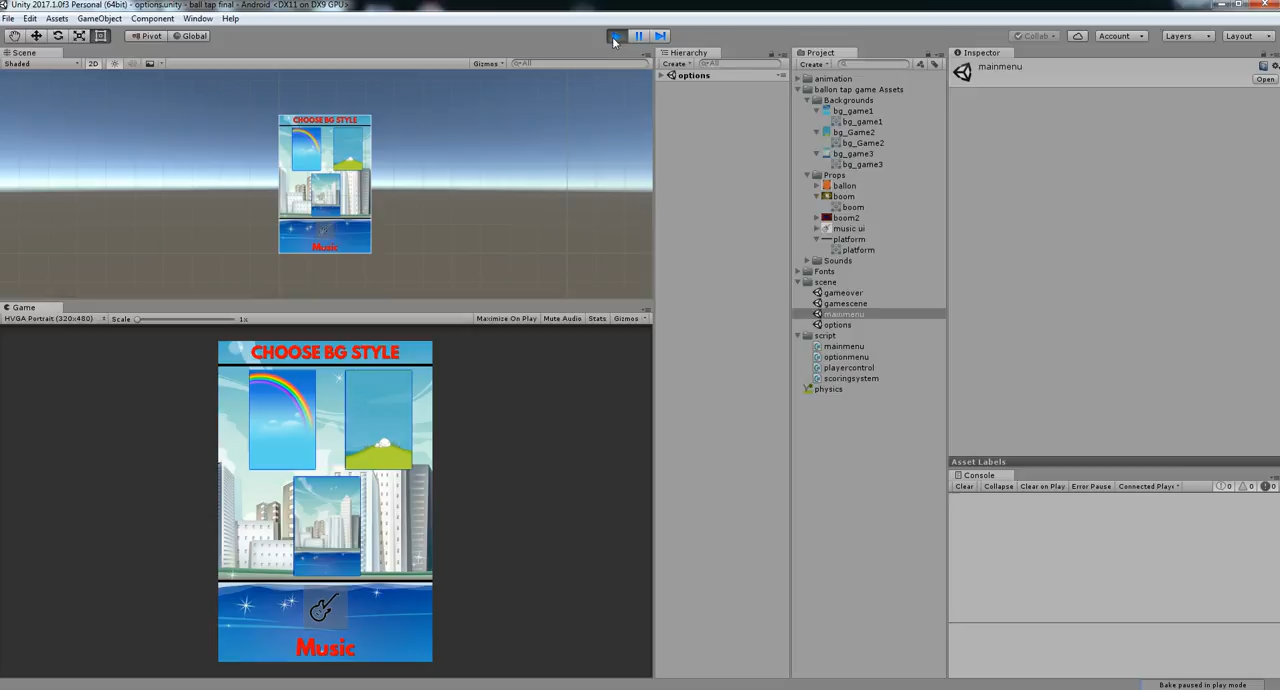 Unity 2017.1.0f3 Personal (64bit) - options.unity - ball tap final - Android <DX11 on DX9 GPU>
File Edit Assets GameObject Component Window Help
Pivot Global Collab Account Layers Layout
Scene
Shaded 2D Gizmos All
CHOOSE BG STYLE
Music
Game
HVGA Portrait (320x480) Scale 1x Maximize On Play Mute Audio Stats Gizmos
CHOOSE BG STYLE
Music
Hierarchy
Create All
options
Project
Create
animation
ballon tap game Assets
Backgrounds
bg_game1
bg_game1
bg_Game2
bg_Game2
bg_game3
bg_game3
Props
ballon
boom
boom
boom2
music ui
platform
platform
Sounds
Fonts
scene
gameover
gamescene
mainmenu
options
script
mainmenu
optionmenu
playercontrol
scoringsystem
physics
Inspector
mainmenu
Open
Asset Labels
Console
Clear Collapse Clear on Play Error Pause Connected Playe 0 0 0
Bake paused in play mode